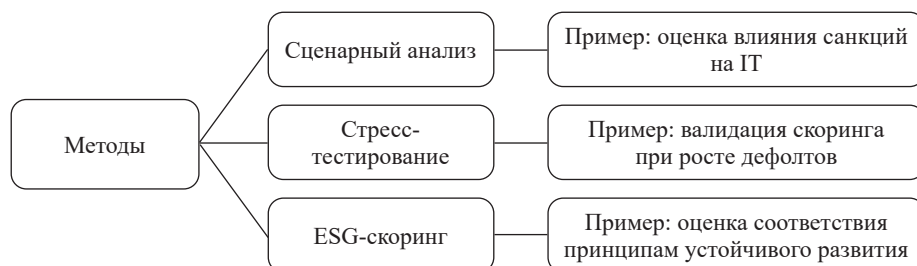 Методы
Сценарный анализ
Пример: оценка влияния санкций
на IT
Стресс-
тестирование
Пример: валидация скоринга
при росте дефолтов
ESG-скоринг
Пример: оценка соответствия
принципам устойчивого развития